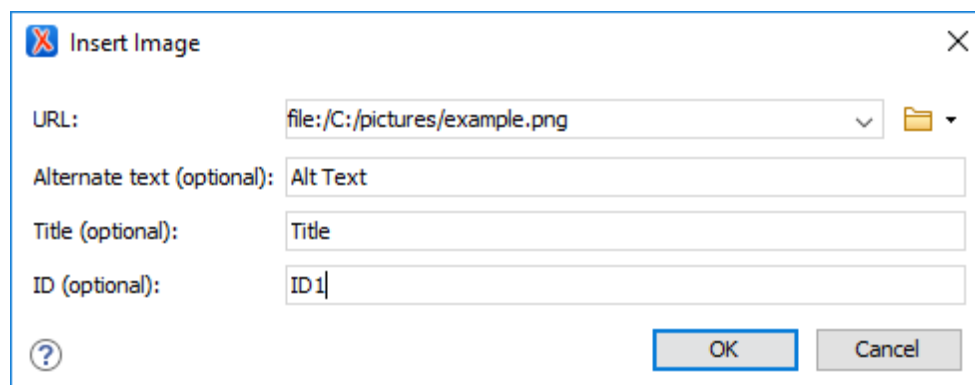 Insert Image
URL: file:/C:/pictures/example.png
Alternate text (optional): Alt Text
Title (optional): Title
ID (optional): ID1
? OK Cancel